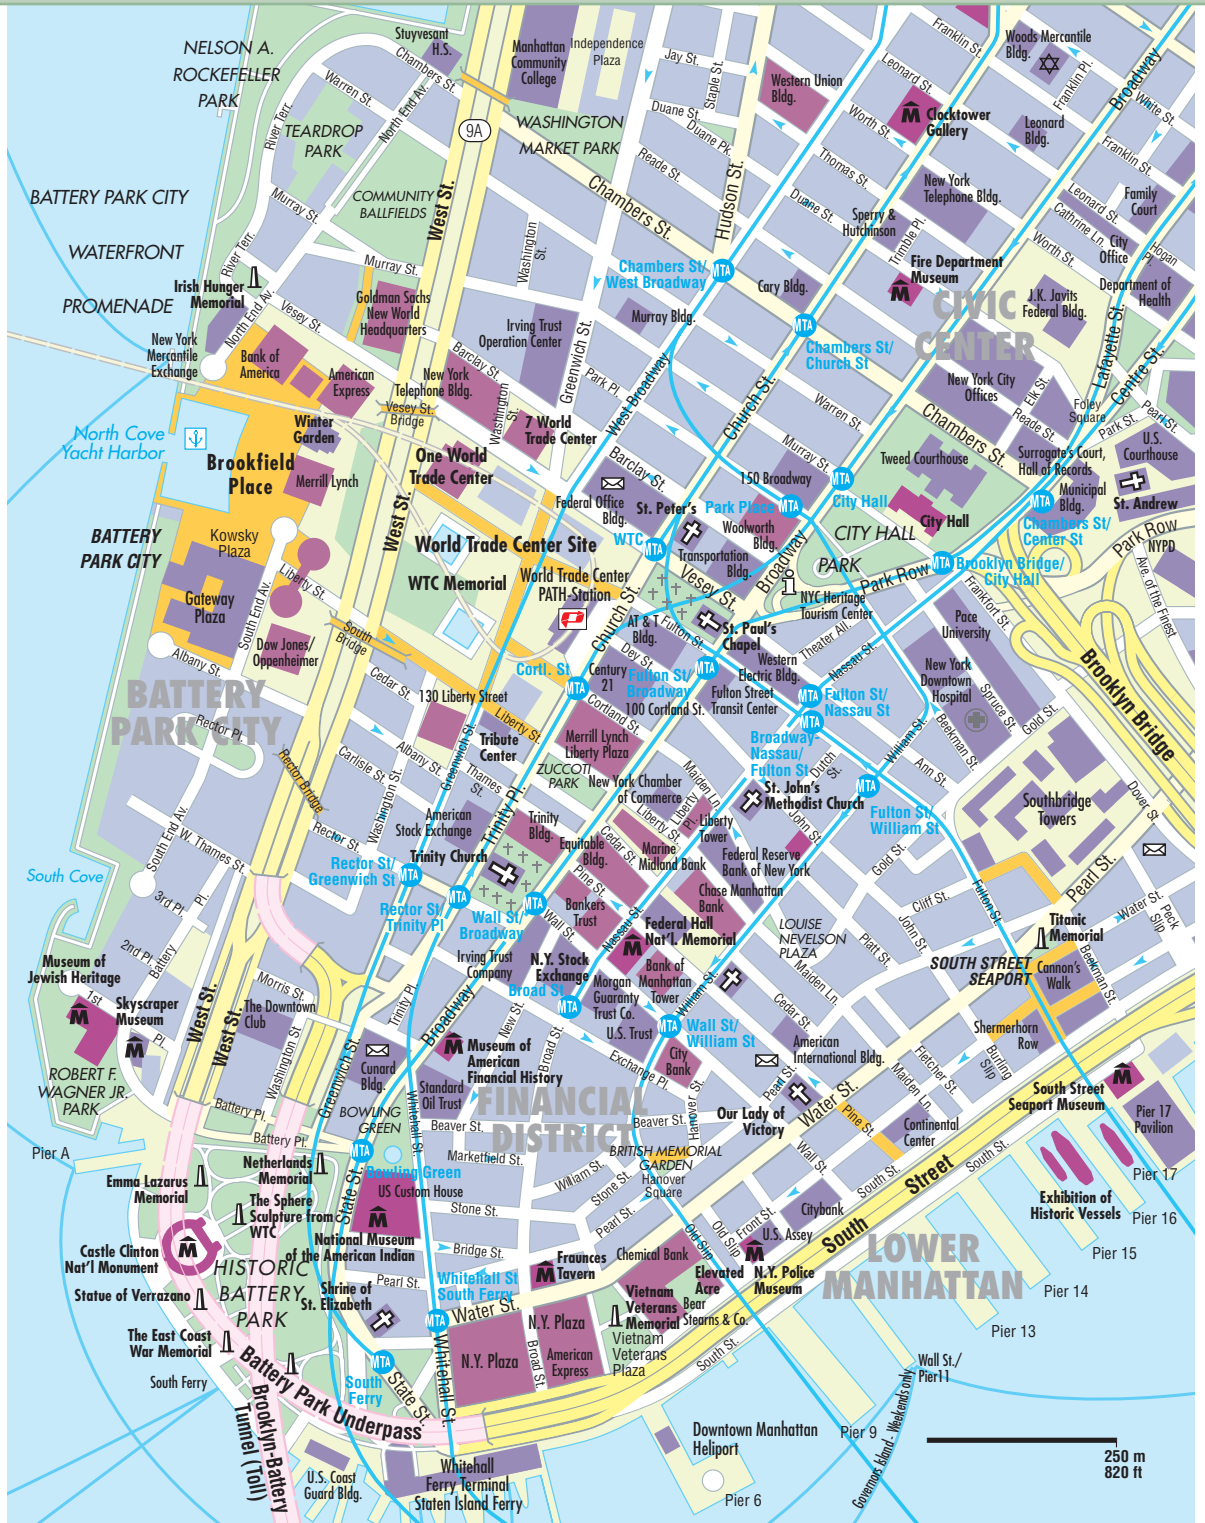 Stuyvesant
H.S.
NELSON A.
ROCKEFELLER
PARK
Chambers St.
Warren St.
River Terr.
North End Av.
TEARDROP
PARK
Manhattan
Community
College
Independence
Plaza
Jay St.
Staple St.
Duane St.
Duane Pk.
Reade St.
9A
WASHINGTON
MARKET PARK
Western Union
Bldg.
Franklin St.
Leonard St.
Worth St.
Thomas St.
Duane St.
Woods Mercantile
Bldg.
Franklin Pl.
Broadway
White St.
Clocktower
Gallery
Leonard
Bldg.
Franklin St.
New York
Telephone Bldg.
Leonard St.
Cathrine Ln.
Family
Court
City
Office
Worth St.
Hogan
Pl.
Sperry &
Hutchinson
Trimble Pl.
Fire Department
Museum
CIVIC
CENTER
J.K. Javits
Federal Bldg.
Department of
Health
Lafayette St.
Centre St.
BATTERY PARK CITY
WATERFRONT
PROMENADE
Murray St.
COMMUNITY
BALLFIELDS
West St.
Chambers St.
Hudson St.
Washington
St.
River Terr.
Irish Hunger
Memorial
Murray St.
Chambers St/
West Broadway
MTA
Cary Bldg.
Murray Bldg.
MTA
Chambers St/
Church St
North End Av.
Vesey St.
Goldman Sachs
New World
Headquarters
Irving Trust
Operation Center
Greenwich St.
New York
Mercantile
Exchange
Bank of
America
American
Express
Barclay St.
New York
Telephone Bldg.
Park Pl.
West Broadway
Church St.
Warren St.
New York City
Offices
Elk St.
Reade St.
Foley
Square
Park St.
Pearl St.
Chambers St.
Vesey St.
Bridge
Washington
St.
7 World
Trade Center
Winter
Garden
North Cove
Yacht Harbor
Brookfield
Place
Merrill Lynch
One World
Trade Center
Barclay St.
Federal Office
Bldg.
St. Peter's
Park Place
MTA
150 Broadway
Murray St.
MTA
City Hall
Tweed Courthouse
Surrogate's Court,
Hall of Records
U.S.
Courthouse
Municipal
Bldg.
St. Andrew
MTA
Chambers St/
Center St
City Hall
CITY HALL
PARK
Woolworth
Bldg.
Park Row
NYPD
Ave. of the Finest
BATTERY
PARK CITY
Kowsky
Plaza
West St.
World Trade Center Site
WTC
MTA
Transportation
Bldg.
Broadway
Park Row
MTA
Brooklyn Bridge/
City Hall
WTC Memorial
World Trade Center
PATH-Station
Vesey St.
NYC Heritage
Tourism Center
Frankfort St.
Liberty St.
Gateway
Plaza
South End Av.
Church St.
AT & T
Bldg.
Fulton St.
St. Paul's
Chapel
Theater All.
Pace
University
Dow Jones/
Oppenheimer
South
Bridge
Dey St.
Western
Electric Bldg.
Nassau St.
New York
Downtown
Hospital
Spruce St.
Gold St.
Brooklyn Bridge
Albany St.
Cedar St.
Cortl. St
MTA
Century
21
Fulton St/
Broadway
MTA
100 Cortland St.
Fulton Street
Transit Center
MTA
Fulton St/
Nassau St
MTA
Broadway-
Nassau/
Fulton St
BATTERY
PARK CITY
Rector Pl.
130 Liberty Street
Liberty St.
Cortland St.
Merrill Lynch
Liberty Plaza
Tribute
Center
William St.
Beekman St.
Ann St.
Dutch
St.
Rector Bridge
Carlisle St.
Albany St.
Greenwich St.
Thames
St.
ZUCCOTI
PARK
New York Chamber
of Commerce
Maiden Ln.
St. John's
Methodist Church
MTA
Fulton St/
William St
Southbridge
Towers
Dover St
Washington St.
American
Stock Exchange
Trinity Pl.
Trinity
Bldg.
Liberty St.
Liberty
Pl.
Liberty
Tower
John St.
South End Av.
W. Thames St.
Rector St.
Rector St/
Greenwich St
MTA
Trinity Church
Equitable
Bldg.
Cedar St.
Marine
Midland Bank
Federal Reserve
Bank of New York
Gold St.
Pearl St.
South Cove
3rd Pl.
Rector St/
Trinity Pl
MTA
Wall St/
Broadway
MTA
Pine St.
Bankers
Trust
Chase Manhattan
Bank
Cliff St.
Fulton St.
Water St.
Peck
Slip
2nd Pl.
Battery
Pl.
Wall St.
Nassau St.
Federal Hall
Nat'l. Memorial
LOUISE
NEVELSON
PLAZA
Platt St.
John St.
Titanic
Memorial
Museum of
Jewish Heritage
1st
Pl.
Skyscraper
Museum
Morris St.
The Downtown
Club
Irving Trust
Company
N.Y. Stock
Exchange
Broad St
MTA
Bank of
Manhattan
Tower
Morgan
Guaranty
Trust Co.
William St.
Maiden Ln.
SOUTH STREET
SEAPORT
Cannon's
Walk
Beekman St.
West St.
West St.
Washington St
Trinity Pl.
Broadway
New St.
Broad St.
U.S. Trust
MTA
Wall St/
William St
Cedar St.
American
International Bldg.
Shermerhorn
Row
Burling
Slip
ROBERT F.
WAGNER JR.
PARK
Greenwich St.
Cunard
Bldg.
Museum of
American
Financial History
Exchange Pl.
City
Bank
Pearl St.
Fletcher St.
Maiden Ln.
South Street
Seaport Museum
Battery Pl.
BOWLING
GREEN
Standard
Oil Trust
FINANCIAL
DISTRICT
Hanover St.
Our Lady of
Victory
Water St.
Pine St.
Continental
Center
Pier 17
Pavilion
Pier A
Battery Pl.
Whitehall St.
Beaver St.
Beaver St.
BRITISH MEMORIAL
GARDEN
Hanover
Square
Wall St.
South St.
Street
South St.
Pier 17
Netherlands
Memorial
MTA
Bowling Green
Marketfield St.
William St.
Stone St.
Emma Lazarus
Memorial
The Sphere
Sculpture from
WTC
State St.
US Custom House
Stone St.
Pearl St.
Old Slip
Old Slip
Front St.
Citybank
U.S. Assey
South
Exhibition of
Historic Vessels
Pier 16
Castle Clinton
Nat'l Monument
National Museum
of the American Indian
Bridge St.
Chemical Bank
LOWER
MANHATTAN
Pier 15
HISTORIC
BATTERY
PARK
Statue of Verrazano
Shrine of
St. Elizabeth
Pearl St.
Whitehall St
South Ferry
MTA
Fraunces
Tavern
Elevated
Acre
N.Y. Police
Museum
Pier 14
Water St.
Vietnam
Veterans
Memorial
Bear
Stearns & Co.
Vietnam
Veterans
Plaza
Pier 13
The East Coast
War Memorial
N.Y. Plaza
N.Y. Plaza
American
Express
Broad St.
South St.
South Ferry
MTA
South
Ferry
State St.
Whitehall St.
Wall St./
Pier11
Battery Park Underpass
Brooklyn-Battery
Tunnel (Toll)
Downtown Manhattan
Heliport
Pier 9
Governors Island - Weekends only
250 m
820 ft
U.S. Coast
Guard Bldg.
Whitehall
Ferry Terminal
Staten Island Ferry
Pier 6